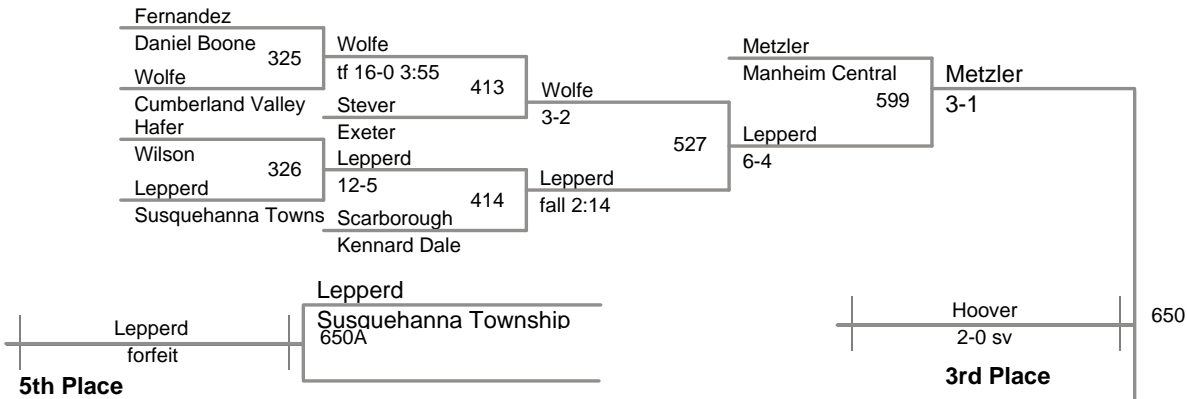 Fernandez
Daniel Boone
325
Wolfe
Cumberland Valley
Hafer
Wilson
326
Lepperd
Susquehanna Towns
Wolfe
tf 16-0 3:55
413
Stever
Exeter
Lepperd
12-5
414
Scarborough
Kennard Dale
Wolfe
3-2
527
Lepperd
fall 2:14
Metzler
Manheim Central
599
Lepperd
6-4
Metzler
3-1
Lepperd
Susquehanna Township
650A
Lepperd
forfeit
5th Place
Hoover
2-0 sv
650
3rd Place